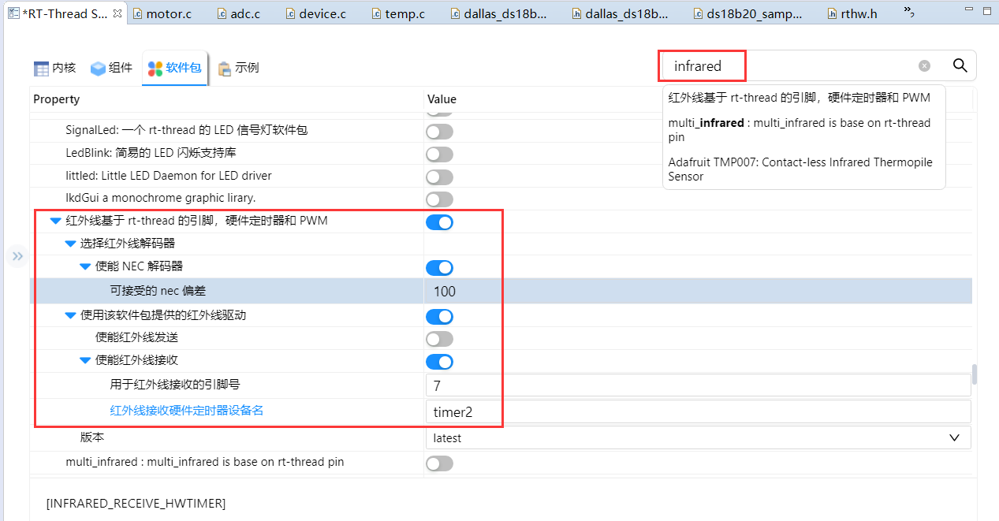 *RT-Thread S...
motor.c
adc.c
device.c
temp.c
dallas_ds18b...
dallas_ds18b...
ds18b20_samp...
rthw.h
»2
内核
组件
软件包
示例
infrared
Property
Value
红外线基于 rt-thread 的引脚，硬件定时器和 PWM
multi_infrared : multi_infrared is base on rt-thread
pin
Adafruit TMP007: Contact-less Infrared Thermopile
Sensor
SignalLed: 一个 rt-thread 的 LED 信号灯软件包
LedBlink: 简易的 LED 闪烁支持库
littled: Little LED Daemon for LED driver
lkdGui a monochrome graphic lirary.
红外线基于 rt-thread 的引脚，硬件定时器和 PWM
选择红外线解码器
使能 NEC 解码器
可接受的 nec 偏差
100
使用该软件包提供的红外线驱动
使能红外线发送
使能红外线接收
用于红外线接收的引脚号
7
红外线接收硬件定时器设备名
timer2
版本
latest
multi_infrared : multi_infrared is base on rt-thread pin
[INFRARED_RECEIVE_HWTIMER]